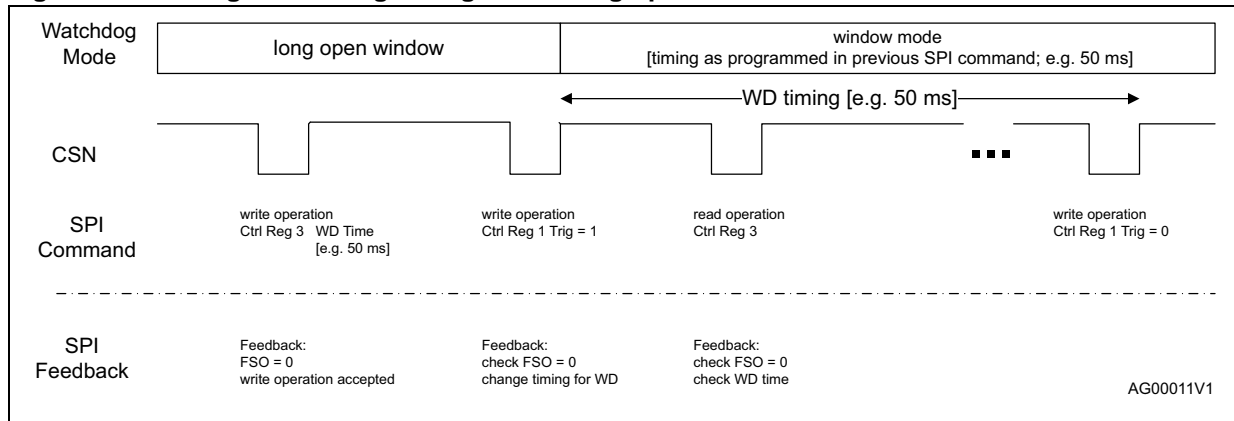 Watchdog
Mode
long open window
window mode
[timing as programmed in previous SPI command; e.g. 50 ms]
WD timing [e.g. 50 ms]
CSN
SPI
Command
write operation
Ctrl Reg 3 WD Time
[e.g. 50 ms]
write operation
Ctrl Reg 1 Trig = 1
read operation
Ctrl Reg 3
write operation
Ctrl Reg 1 Trig = 0
SPI
Feedback
Feedback:
FSO = 0
write operation accepted
Feedback:
check FSO = 0
change timing for WD
Feedback:
check FSO = 0
check WD time
AG00011V1